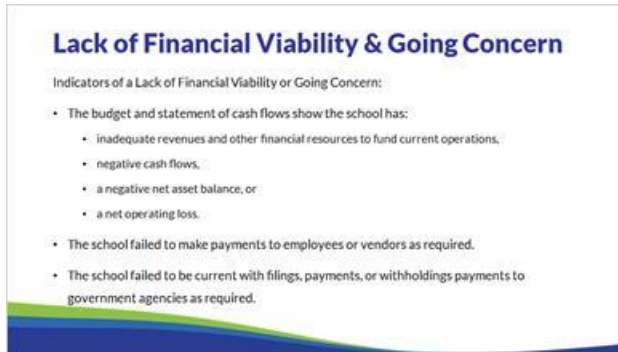 Lack of Financial Viability & Going Concern
Indicators of a Lack of Financial Viability or Going Concern:
• The budget and statement of cash flows show the school has:
• inadequate revenues and other financial resources to fund current operations,
• negative cash flows,
• a negative net asset balance, or
• a net operating loss.
• The school failed to make payments to employees or vendors as required.
• The school failed to be current with filings, payments, or withholdings payments to
government agencies as required.